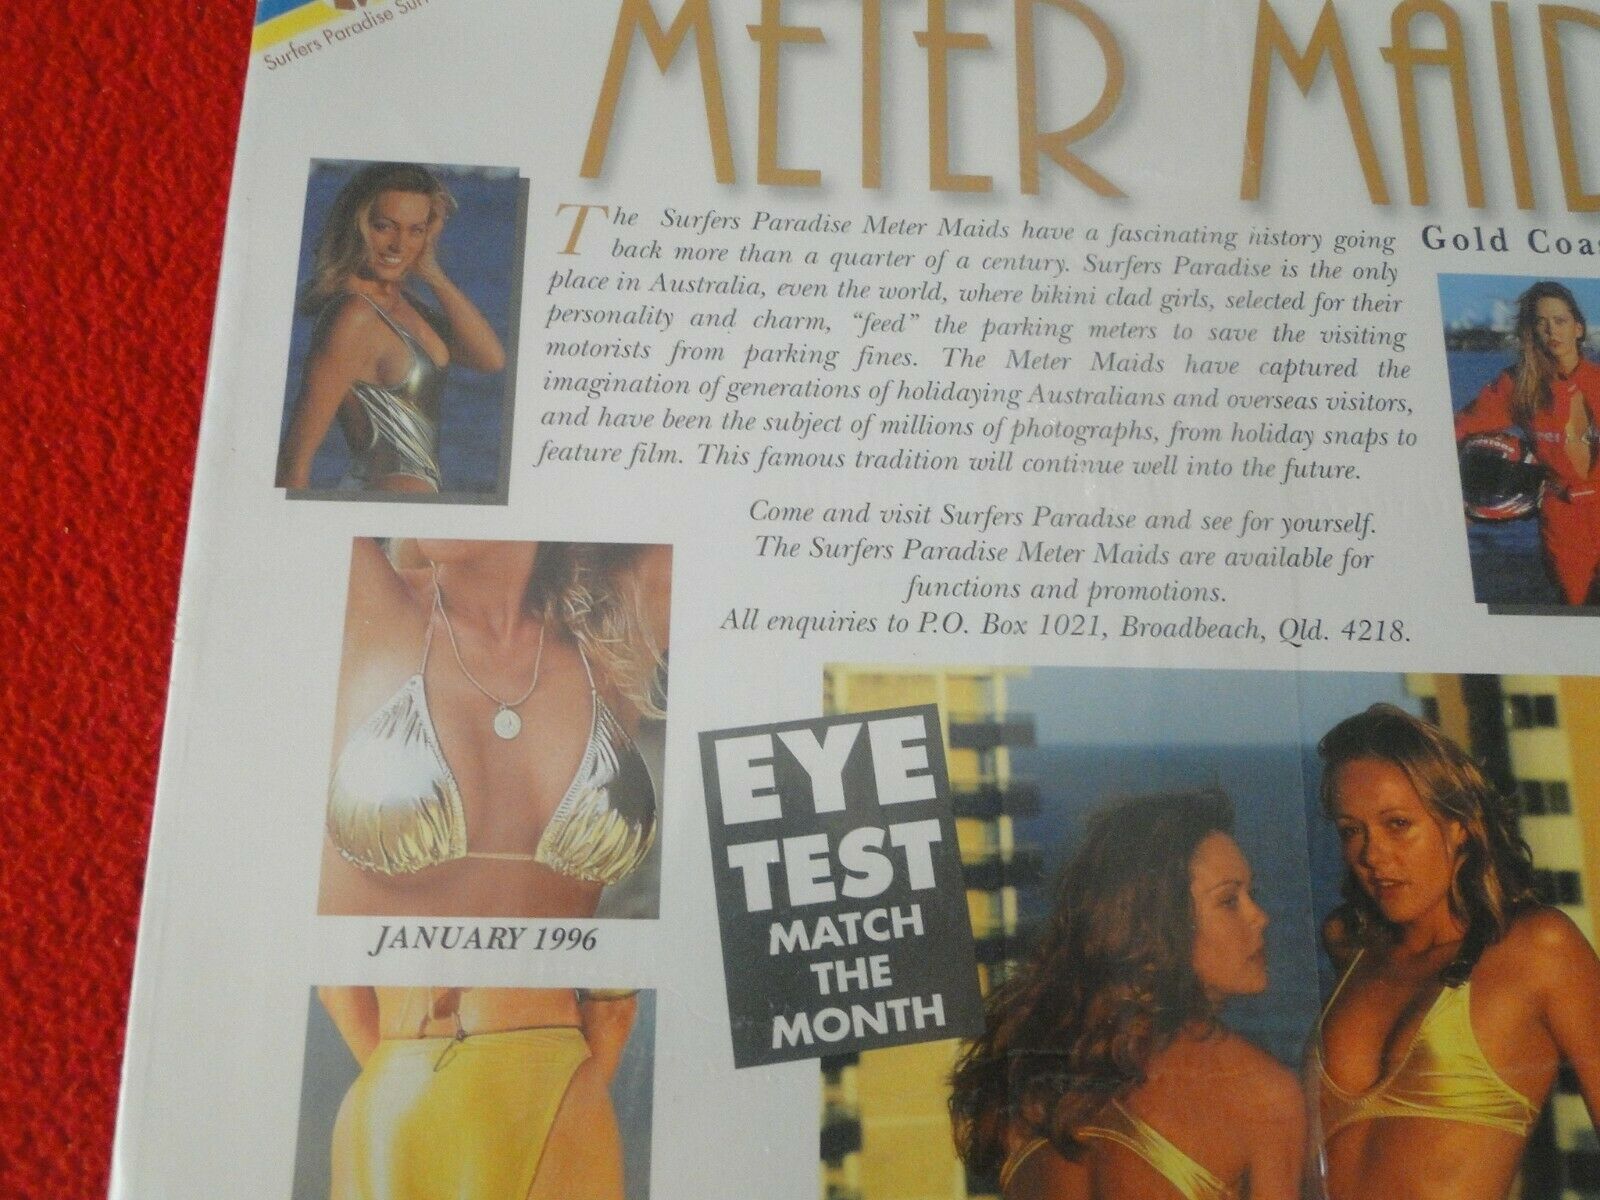 Surfers Paradise
METER MAID
The Surfers Paradise Meter Maids have a fascinating history going
back more than a quarter of a century. Surfers Paradise is the only
place in Australia, even the world, where bikini clad girls, selected for their
personality and charm, “feed” the parking meters to save the visiting
motorists from parking fines. The Meter Maids have captured the
imagination of generations of holidaying Australians and overseas visitors,
and have been the subject of millions of photographs, from holiday snaps to
feature film. This famous tradition will continue well into the future.
Gold
Come and visit Surfers Paradise and see for yourself.
The Surfers Paradise Meter Maids are available for
functions and promotions.
All enquiries to P.O. Box 1021, Broadbeach, Qld. 4218.
EYE
TEST
MATCH
THE
MONTH
JANUARY 1996